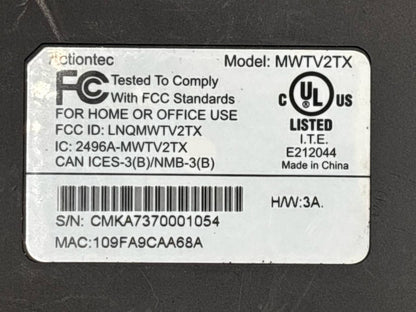 Actiontec Model: MWTV2TX
FC Tested To Comply
With FCC Standards
FOR HOME OR OFFICE USE
FCC ID: LNQMWTV2TX
IC: 2496A-MWTV2TX
CAN ICES-3(B)/NMB-3(B)
C UL US
LISTED
I.T.E.
E212044
Made in China
H/W:3A.
S/N: CMKA7370001054
MAC:109FA9CAA68A